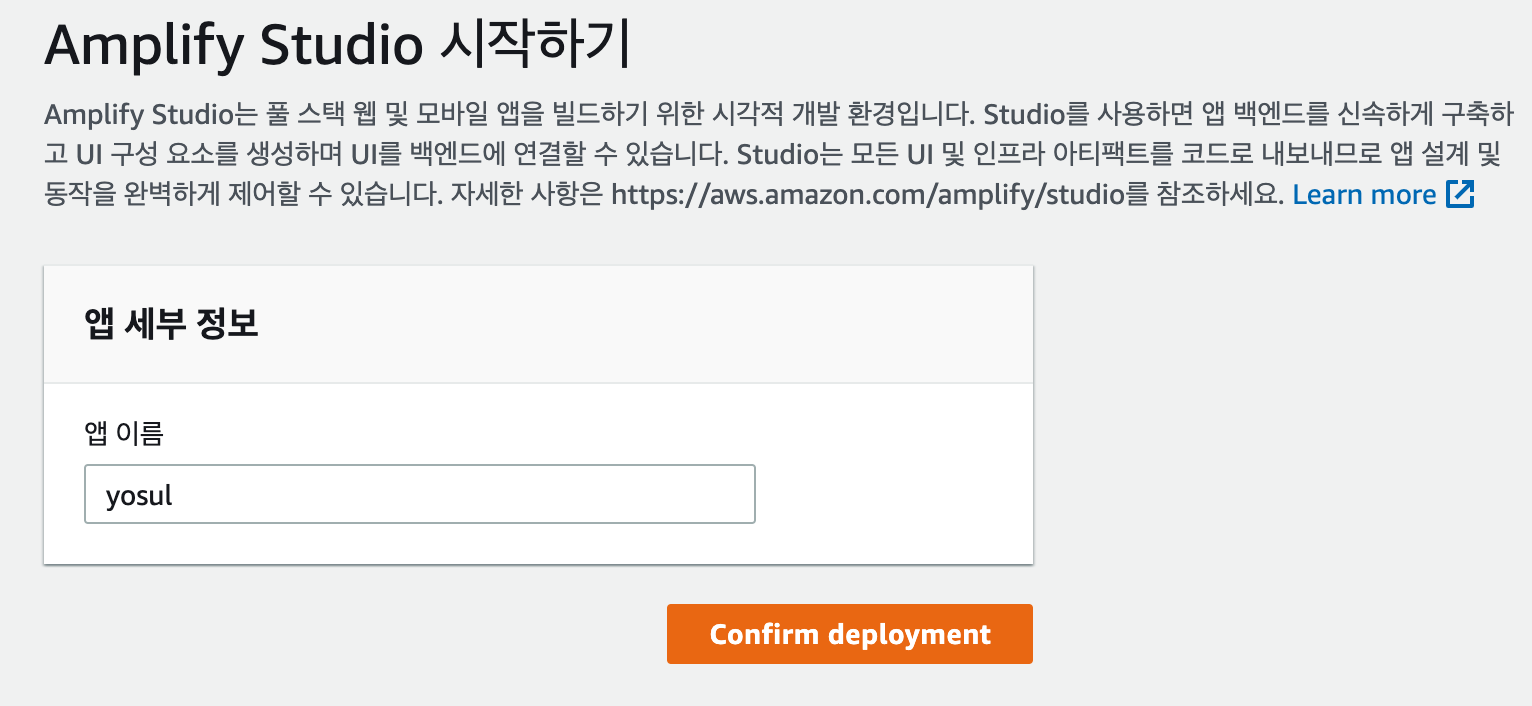 Amplify Studio 시작하기
Amplify Studio는 풀 스택 웹 및 모바일 앱을 빌드하기 위한 시각적 개발 환경입니다. Studio를 사용하면 앱 백엔드를 신속하게 구축하
고 UI 구성 요소를 생성하며 UI를 백엔드에 연결할 수 있습니다. Studio는 모든 UI 및 인프라 아티팩트를 코드로 내보내므로 앱 설계 및
동작을 완벽하게 제어할 수 있습니다. 자세한 사항은 https://aws.amazon.com/amplify/studio를 참조하세요. Learn more
앱 세부 정보
앱 이름
yosul
Confirm deployment